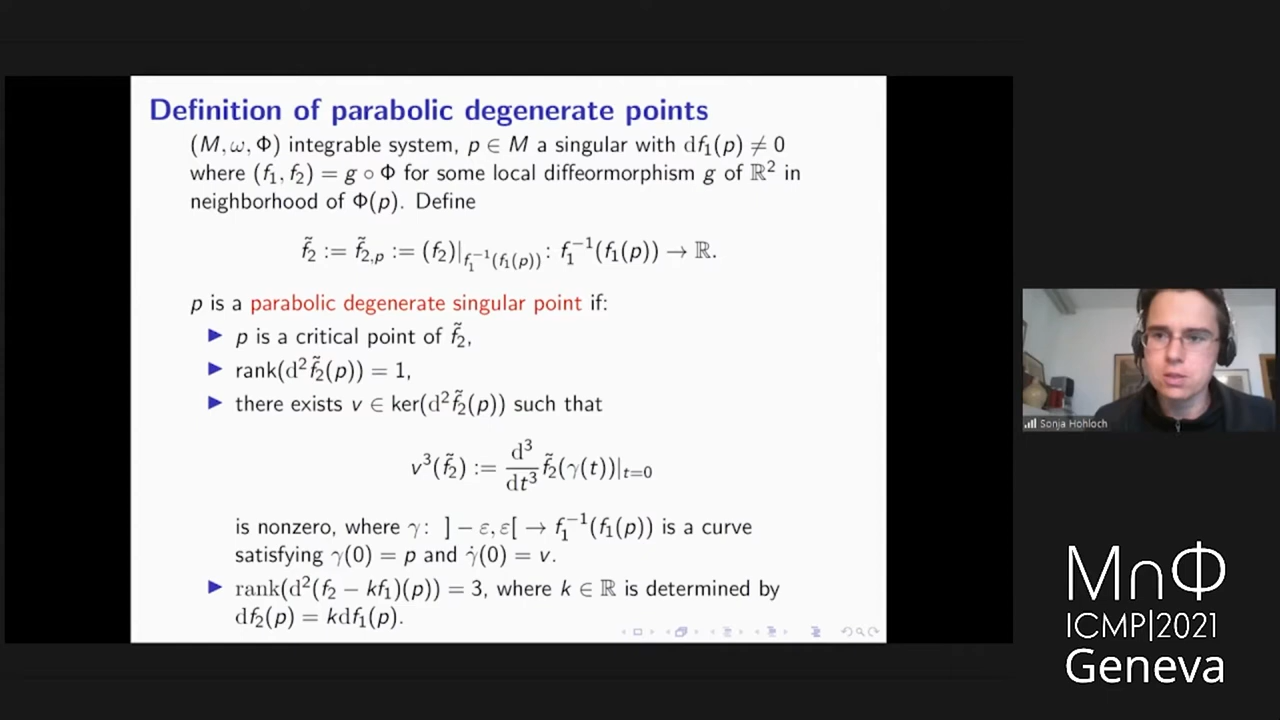 Definition of parabolic degenerate points
(M, ω, Φ) integrable system, p ∈ M a singular with df₁(p) ≠ 0
where (f₁, f₂) = g ∘ Φ for some local diffeormorphism g of ℝ² in
neighborhood of Φ(p). Define
f̃₂ := f̃₂,ₚ := (f₂)|_{f₁⁻¹(f₁(p))} : f₁⁻¹(f₁(p)) → ℝ.
p is a parabolic degenerate singular point if:
▶ p is a critical point of f̃₂,
▶ rank(d²f̃₂(p)) = 1,
▶ there exists v ∈ ker(d²f̃₂(p)) such that
v³(f̃₂) := d³/dt³ f̃₂(γ(t))|_{t=0}
is nonzero, where γ: ]−ε, ε[ → f₁⁻¹(f₁(p)) is a curve
satisfying γ(0) = p and γ̇(0) = v.
▶ rank(d²(f₂ − kf₁)(p)) = 3, where k ∈ ℝ is determined by
df₂(p) = kdf₁(p).
Sonja Hohloch
M∩Φ
ICMP|2021
Geneva